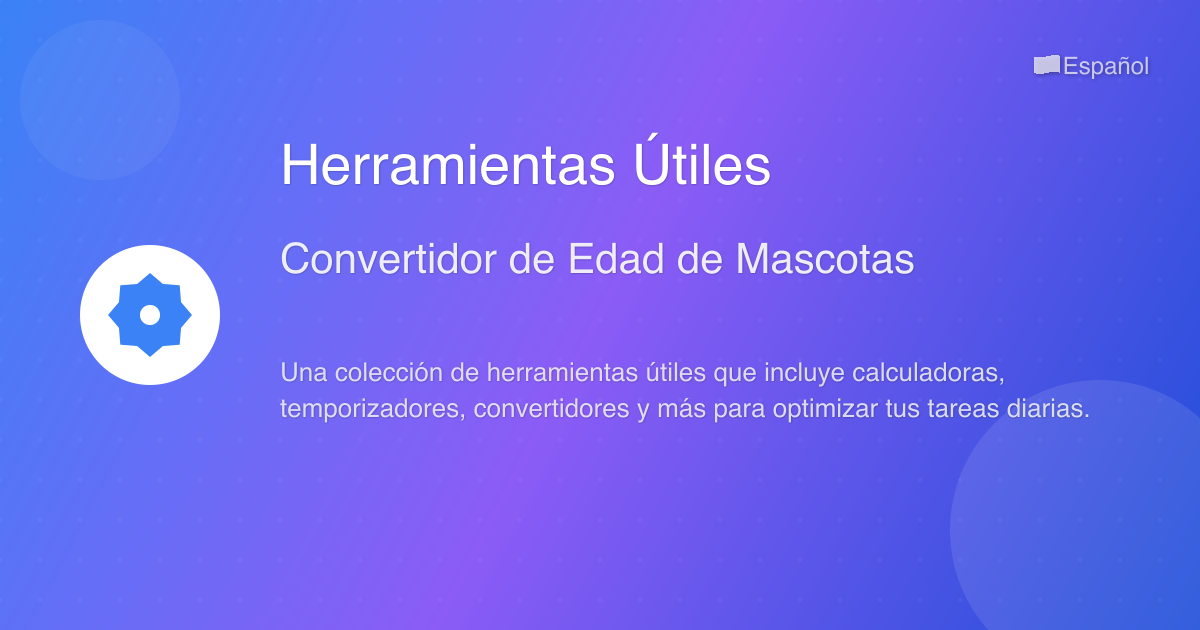 Español
Herramientas Útiles
Convertidor de Edad de Mascotas
Una colección de herramientas útiles que incluye calculadoras,
temporizadores, convertidores y más para optimizar tus tareas diarias.